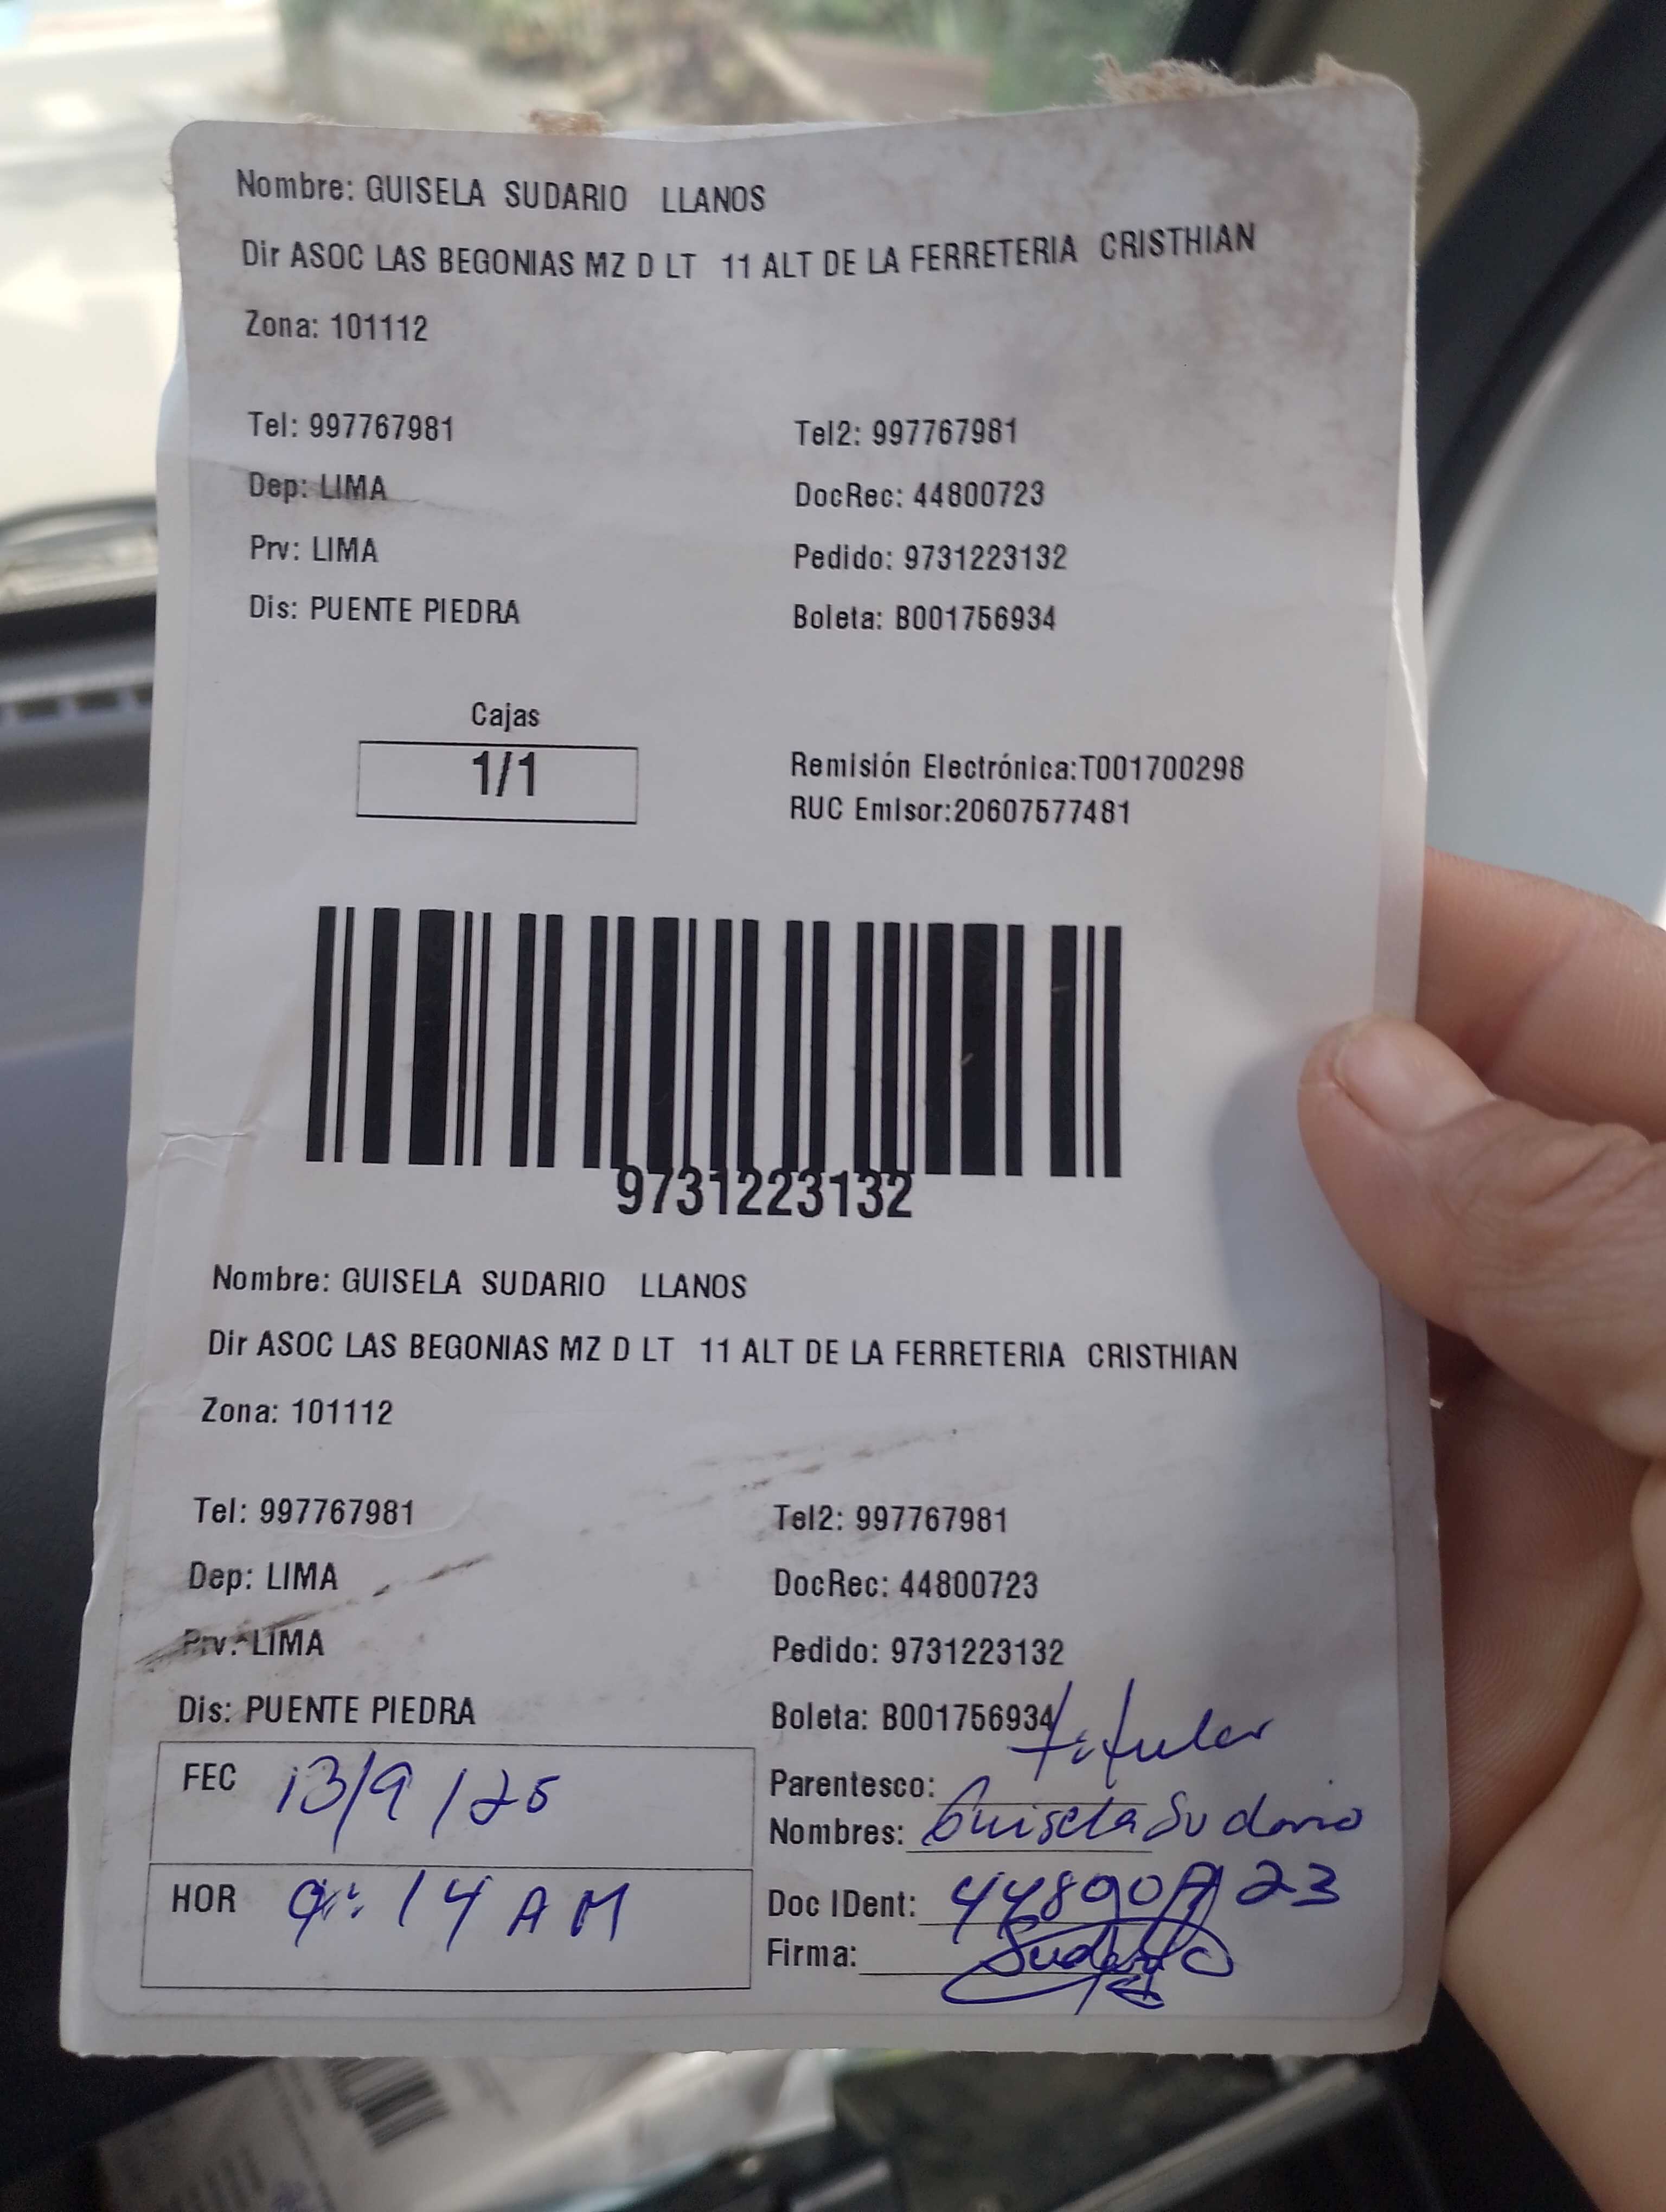 Nombre: GUISELA SUDARIO LLANOS
Dir ASOC LAS BEGONIAS MZ D LT 11 ALT DE LA FERRETERIA CRISTHIAN
Zona: 101112
Tel: 997767981 Tel2: 997767981
Dep: LIMA DocRec: 44800723
Prv: LIMA Pedido: 9731223132
Dis: PUENTE PIEDRA Boleta: B001756934
Cajas
1/1
Remisión Electrónica:T001700298
RUC Emisor:20607577481
9731223132
Nombre: GUISELA SUDARIO LLANOS
Dir ASOC LAS BEGONIAS MZ D LT 11 ALT DE LA FERRETERIA CRISTHIAN
Zona: 101112
Tel: 997767981 Tel2: 997767981
Dep: LIMA DocRec: 44800723
Prv: LIMA Pedido: 9731223132
Dis: PUENTE PIEDRA Boleta: B001756934
FEC 13/9/25 Parentesco: titular
Nombres: Guisela Sudario
HOR 9:14 AM Doc IDent:
Firma: Sudario